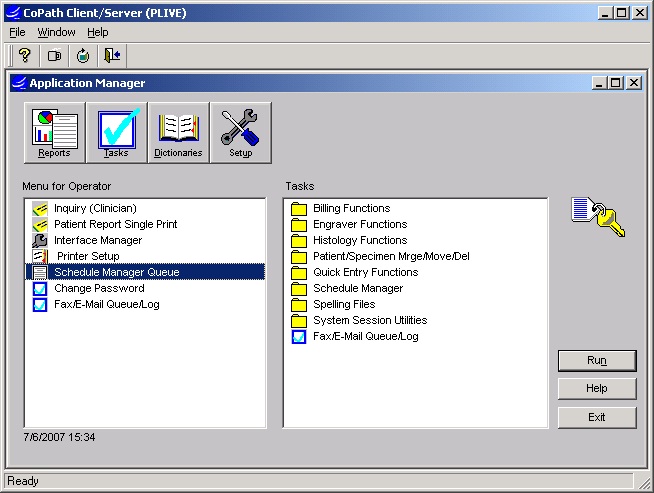 CoPath Client/Server (PLIVE)
File Window Help
Application Manager
Reports Tasks Dictionaries Setup
Menu for Operator
Inquiry (Clinician)
Patient Report Single Print
Interface Manager
Printer Setup
Schedule Manager Queue
Change Password
Fax/E-Mail Queue/Log
7/6/2007 15:34
Tasks
Billing Functions
Engraver Functions
Histology Functions
Patient/Specimen Mrge/Move/Del
Quick Entry Functions
Schedule Manager
Spelling Files
System Session Utilities
Fax/E-Mail Queue/Log
Run
Help
Exit
Ready